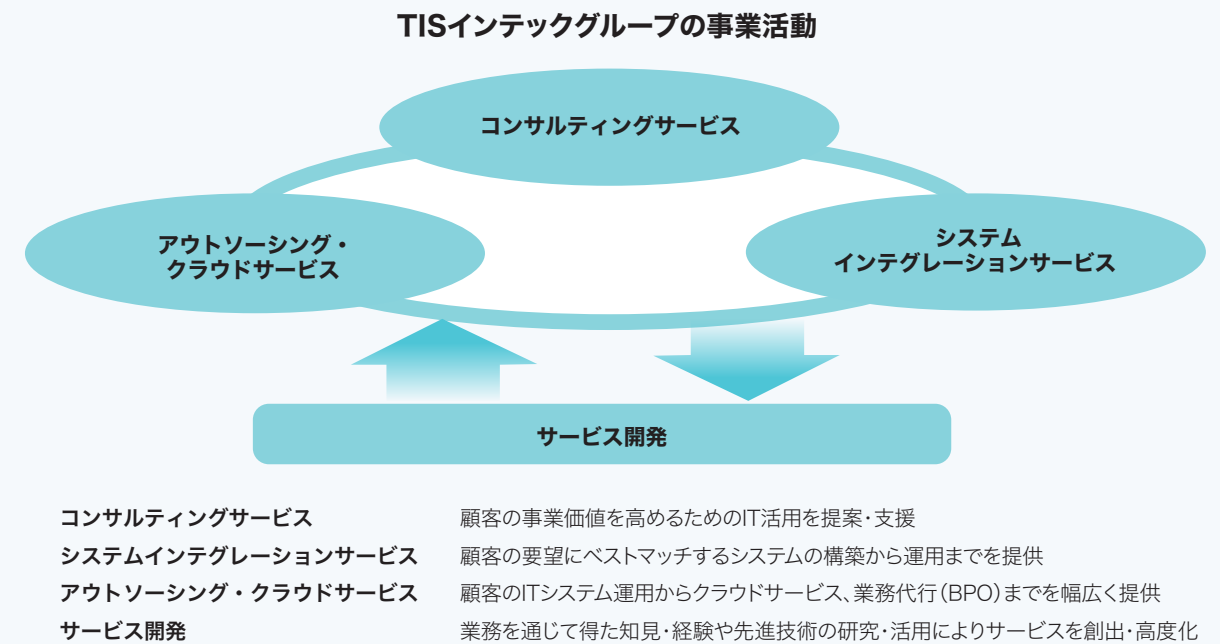 TISインテックグループの事業活動
コンサルティングサービス
アウトソーシング・
クラウドサービス
システム
インテグレーションサービス
サービス開発
コンサルティングサービス 顧客の事業価値を高めるためのIT活用を提案・支援
システムインテグレーションサービス 顧客の要望にベストマッチするシステムの構築から運用までを提供
アウトソーシング・クラウドサービス 顧客のITシステム運用からクラウドサービス、業務代行(BPO)までを幅広く提供
サービス開発 業務を通じて得た知見・経験や先進技術の研究・活用によりサービスを創出・高度化